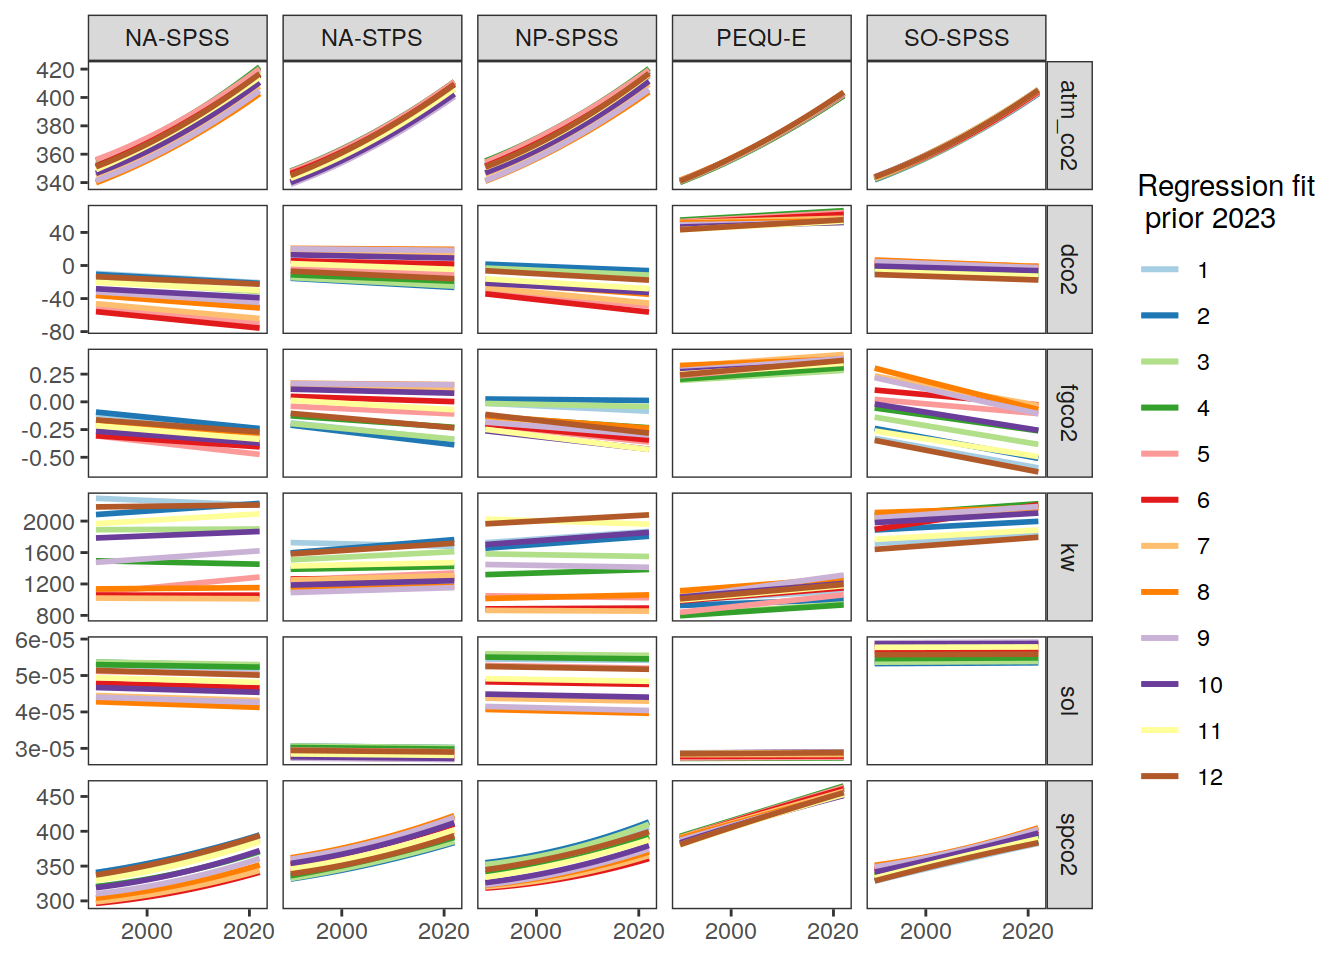 NA-SPSS NA-STPS NP-SPSS PEQU-E SO-SPSS
420
400
380
360
340
atm_co2
40
0
-40
-80
dco2
0.25
0.00
-0.25
-0.50
fgco2
2000
1600
1200
800
kw
6e-05
5e-05
4e-05
3e-05
sol
450
400
350
300
spco2
2000 2020 2000 2020 2000 2020 2000 2020 2000 2020
Regression fit
prior 2023
1
2
3
4
5
6
7
8
9
10
11
12